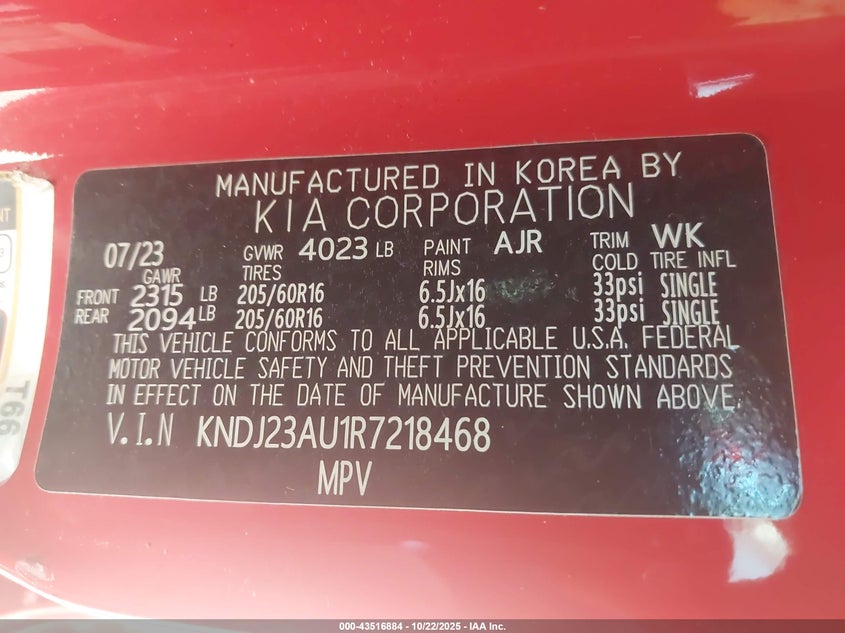 MANUFACTURED IN KOREA BY
KIA CORPORATION
07/23 GVWR 4023 LB PAINT AJR TRIM WK
GAWR TIRES RIMS COLD TIRE INFL
FRONT 2315 LB 205/60R16 6.5Jx16 33psi SINGLE
REAR 2094 LB 205/60R16 6.5Jx16 33psi SINGLE
THIS VEHICLE CONFORMS TO ALL APPLICABLE U.S.A. FEDERAL
MOTOR VEHICLE SAFETY AND THEFT PREVENTION STANDARDS
IN EFFECT ON THE DATE OF MANUFACTURE SHOWN ABOVE.
V.I.N KNDJ23AU1R7218468
MPV
T66
000-43516884 | 10/22/2025 - IAA Inc.